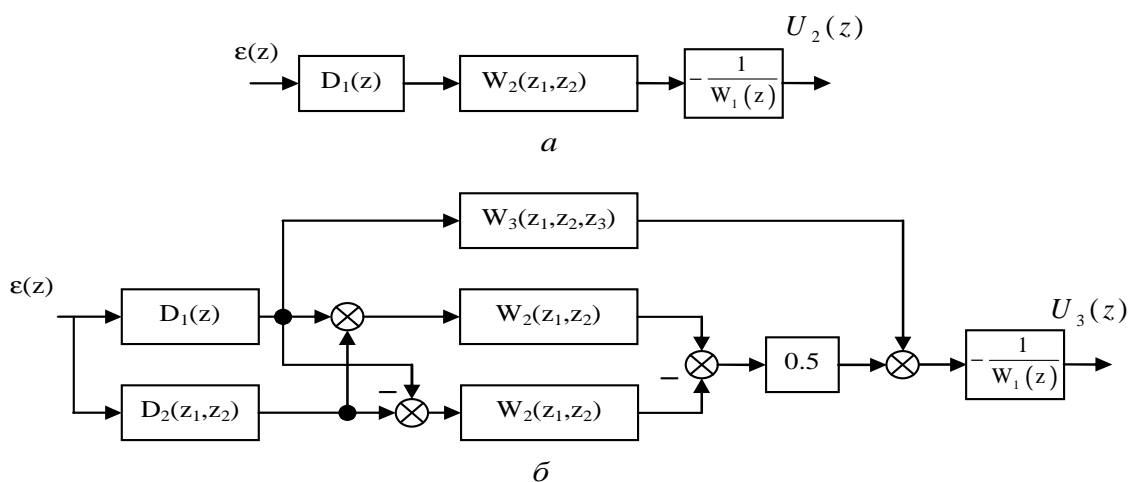 ε(z)
D₁(z)
W₂(z₁,z₂)
− 1
W₁(z)
U₂(z)
а
W₃(z₁,z₂,z₃)
ε(z)
D₁(z)
W₂(z₁,z₂)
U₃(z)
0.5
− 1
W₁(z)
−
−
D₂(z₁,z₂)
W₂(z₁,z₂)
б